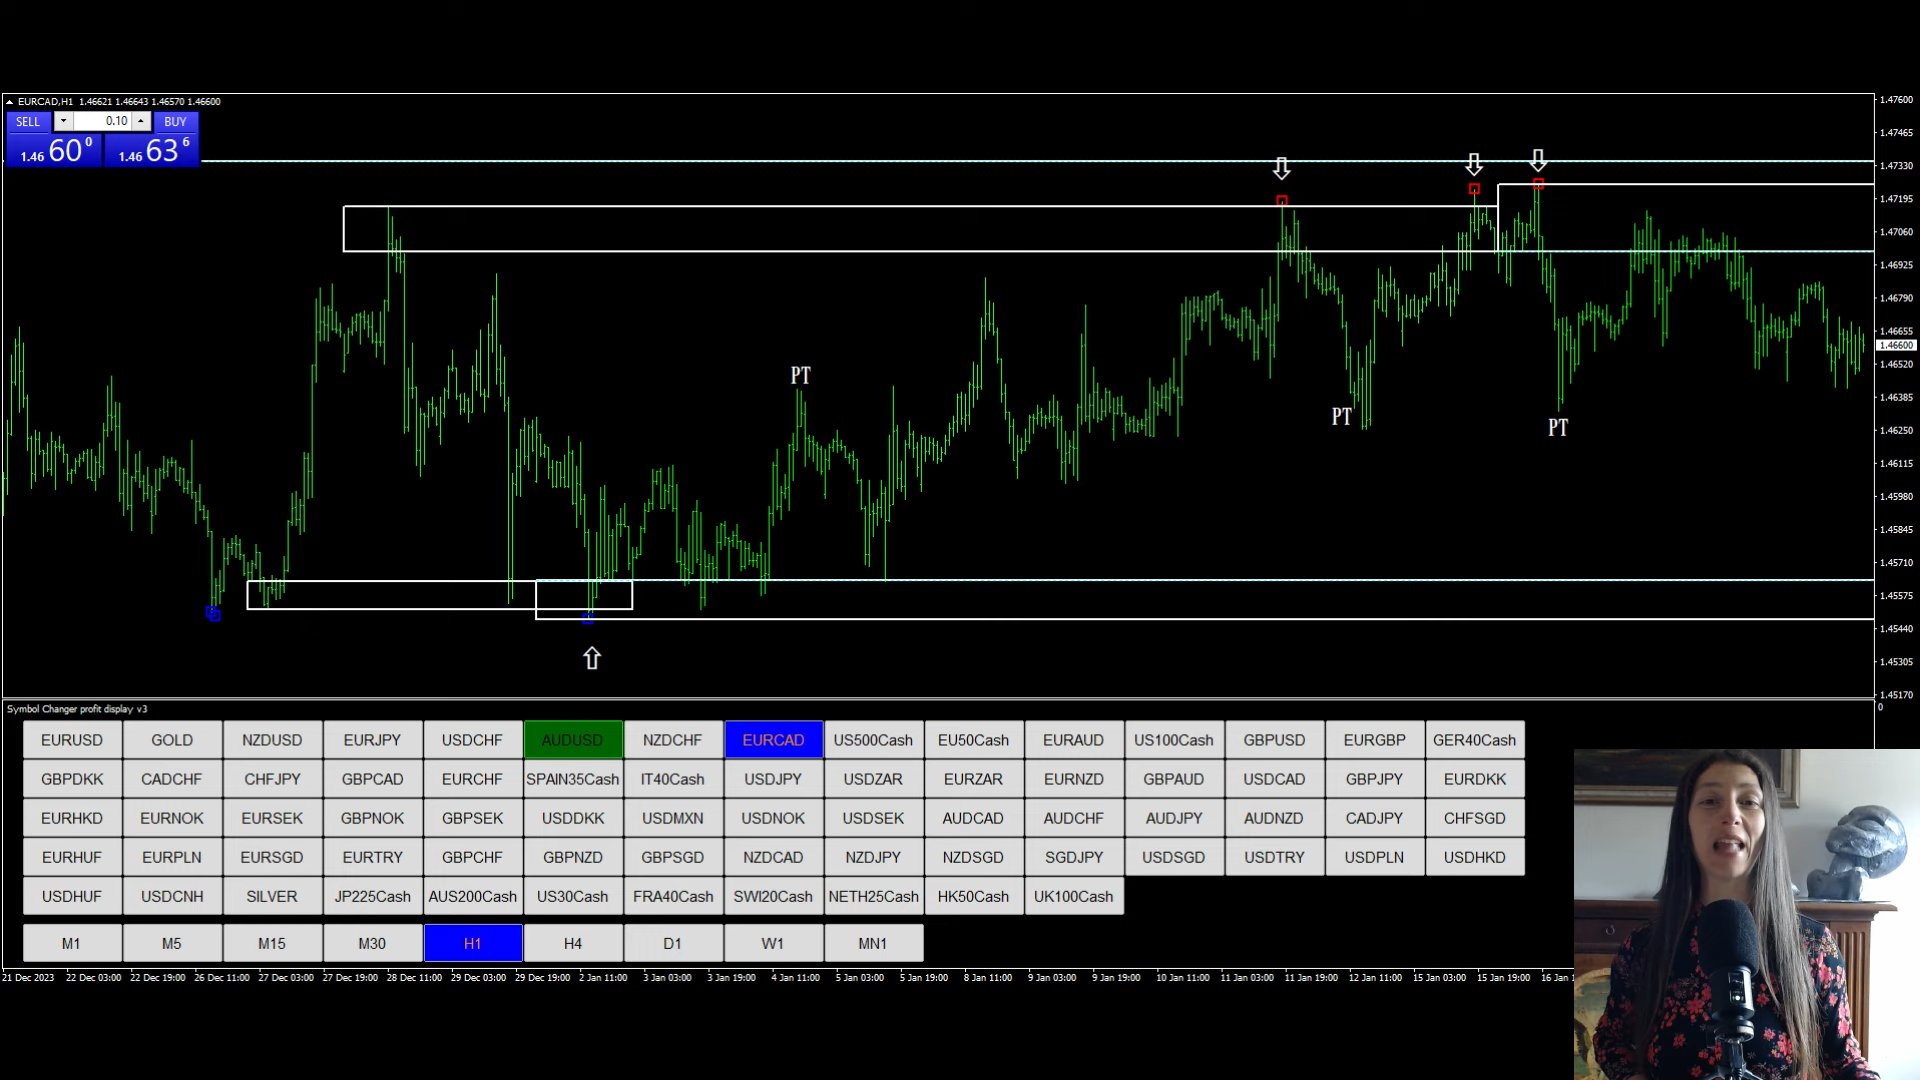 EURCAD,H1 1.46621 1.46643 1.46570 1.46600
SELL 0.10 BUY
1.46 60 0 1.46 63 6
1.47600
1.47465
1.47330
1.47195
1.47060
1.46925
1.46790
1.46655
1.46600
1.46520
1.46385
1.46250
1.46115
1.45980
1.45845
1.45710
1.45575
1.45440
1.45305
1.45170
0
PT
PT
PT
Symbol Changer profit display v3
EURUSD GOLD NZDUSD EURJPY USDCHF AUDUSD NZDCHF EURCAD US500Cash EU50Cash EURAUD US100Cash GBPUSD EURGBP GER40Cash
GBPDKK CADCHF CHFJPY GBPCAD EURCHF SPAIN35Cash IT40Cash USDJPY USDZAR EURZAR EURNZD GBPAUD USDCAD GBPJPY EURDKK
EURHKD EURNOK EURSEK GBPNOK GBPSEK USDDKK USDMXN USDNOK USDSEK AUDCAD AUDCHF AUDJPY AUDNZD CADJPY CHFSGD
EURHUF EURPLN EURSGD EURTRY GBPCHF GBPNZD GBPSGD NZDCAD NZDJPY NZDSGD SGDJPY USDSGD USDTRY USDPLN USDHKD
USDHUF USDCNH SILVER JP225Cash AUS200Cash US30Cash FRA40Cash SWI20Cash NETH25Cash HK50Cash UK100Cash
M1 M5 M15 M30 H1 H4 D1 W1 MN1
21 Dec 2023 22 Dec 03:00 22 Dec 19:00 26 Dec 11:00 27 Dec 03:00 27 Dec 19:00 28 Dec 11:00 29 Dec 03:00 29 Dec 19:00 2 Jan 11:00 3 Jan 03:00 3 Jan 19:00 4 Jan 11:00 5 Jan 03:00 5 Jan 19:00 8 Jan 11:00 9 Jan 03:00 9 Jan 19:00 10 Jan 11:00 11 Jan 03:00 11 Jan 19:00 12 Jan 11:00 15 Jan 03:00 15 Jan 19:00 16 Jan 1